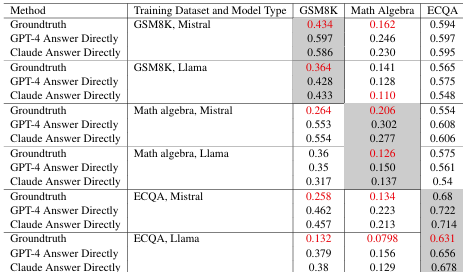 Method Training Dataset and Model Type GSM8K Math Algebra ECQA
Groundtruth GSM8K, Mistral 0.434 0.162 0.594
GPT-4 Answer Directly 0.597 0.246 0.597
Claude Answer Directly 0.586 0.230 0.595
Groundtruth GSM8K, Llama 0.364 0.141 0.565
GPT-4 Answer Directly 0.428 0.128 0.575
Claude Answer Directly 0.433 0.110 0.548
Groundtruth Math algebra, Mistral 0.264 0.206 0.554
GPT-4 Answer Directly 0.553 0.302 0.608
Claude Answer Directly 0.554 0.277 0.606
Groundtruth Math algebra, Llama 0.36 0.126 0.575
GPT-4 Answer Directly 0.35 0.150 0.561
Claude Answer Directly 0.317 0.137 0.54
Groundtruth ECQA, Mistral 0.258 0.134 0.68
GPT-4 Answer Directly 0.462 0.223 0.722
Claude Answer Directly 0.457 0.213 0.714
Groundtruth ECQA, Llama 0.132 0.0798 0.631
GPT-4 Answer Directly 0.379 0.156 0.656
Claude Answer Directly 0.38 0.129 0.678